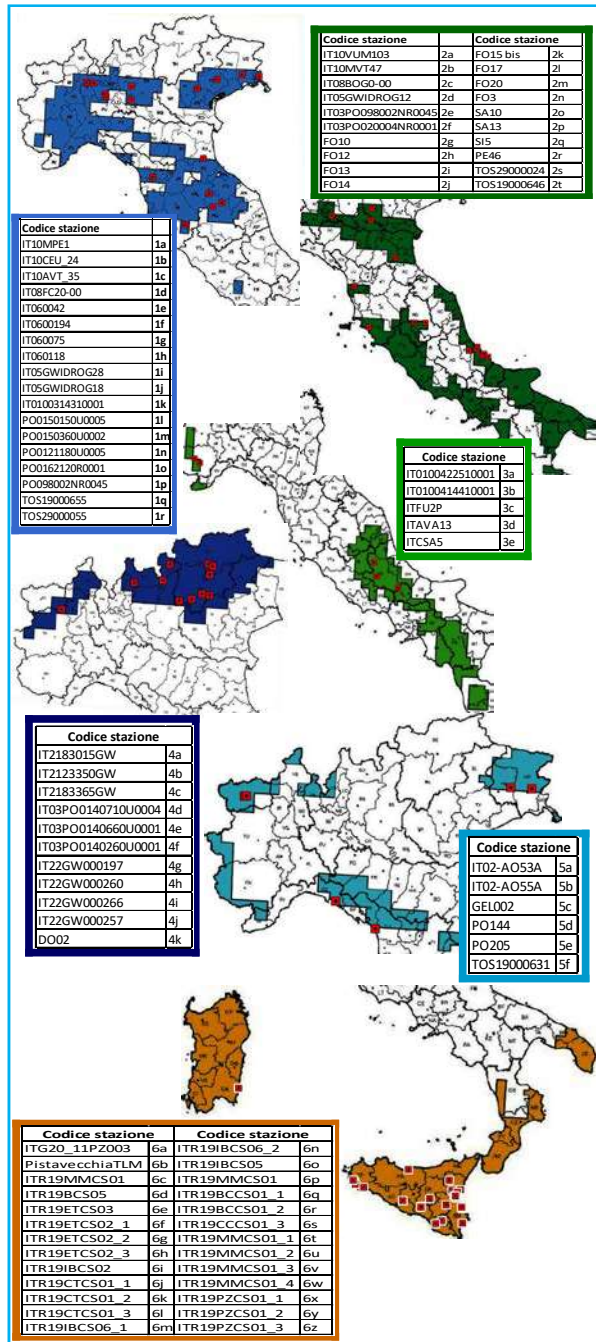 Codice stazione Codice stazione
IT10VUM103 2a FO15 bis 2k
IT10MVT47 2b FO17 2l
IT08BOG0-00 2c FO20 2m
IT05GWIDROG12 2d FO3 2n
IT03PO098002NR0045 2e SA10 2o
IT03PO020004NR0001 2f SA13 2p
FO10 2g SI5 2q
FO12 2h PE46 2r
FO13 2i TOS29000024 2s
FO14 2j TOS19000646 2t
Codice stazione
IT10MPE1 1a
IT10CEU_24 1b
IT10AVT_35 1c
IT08FC20-00 1d
IT060042 1e
IT0600194 1f
IT060075 1g
IT060118 1h
IT05GWIDROG28 1i
IT05GWIDROG18 1j
IT0100314310001 1k
PO0150150U0005 1l
PO0150360U0002 1m
PO0121180U0005 1n
PO0162120R0001 1o
PO098002NR0045 1p
TOS19000655 1q
TOS29000055 1r
Codice stazione
IT0100422510001 3a
IT0100414410001 3b
ITFU2P 3c
ITAVA13 3d
ITCSA5 3e
Codice stazione
IT2183015GW 4a
IT2123350GW 4b
IT2183365GW 4c
IT03PO0140710U0004 4d
IT03PO0140660U0001 4e
IT03PO0140260U0001 4f
IT22GW000197 4g
IT22GW000260 4h
IT22GW000266 4i
IT22GW000257 4j
DO02 4k
Codice stazione
IT02-AO53A 5a
IT02-AO55A 5b
GEL002 5c
PO144 5d
PO205 5e
TOS19000631 5f
Codice stazione Codice stazione
ITG20_11PZ003 6a ITR19IBCS06_2 6n
PistavecchiaTLM 6b ITR19IBCS05 6o
ITR19MMCS01 6c ITR19MMCS01 6p
ITR19BCS05 6d ITR19BCCS01_1 6q
ITR19ETCS03 6e ITR19BCCS01_2 6r
ITR19ETCS02_1 6f ITR19CCCS01_3 6s
ITR19ETCS02_2 6g ITR19MMCS01_1 6t
ITR19ETCS02_3 6h ITR19MMCS01_2 6u
ITR19IBCS02 6i ITR19MMCS01_3 6v
ITR19CTCS01_1 6j ITR19MMCS01_4 6w
ITR19CTCS01_2 6k ITR19PZCS01_1 6x
ITR19CTCS01_3 6l ITR19PZCS01_2 6y
ITR19IBCS06_1 6m ITR19PZCS01_3 6z